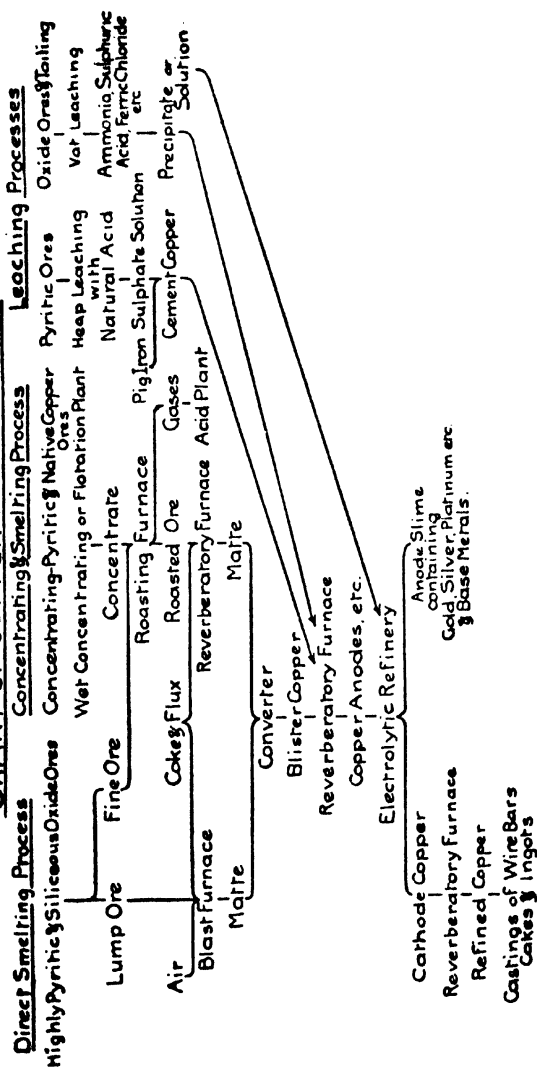 Direct Smelting Process
Highly Pyritic & Siliceous Oxide Ores
Lump Ore
Fine Ore
Air
Coke & Flux
Blast Furnace
Matte
Concentrating & Smelting Process
Concentrating-Pyritic & Native Copper
Ores
Wet Concentrating or Flotation Plant
Concentrate
Roasting Furnace
Roasted Ore
Gases
Reverberatory Furnace
Acid Plant
Matte
Leaching Processes
Pyritic Ores
Heap Leaching
with
Natural Acid
Pig Iron
Sulphate Solution
Cement Copper
Oxide Ores & Tailing
Vat Leaching
Ammonia, Sulphuric
Acid, Ferric Chloride
etc
Precipitate or
Solution
Converter
Blister Copper
Reverberatory Furnace
Copper Anodes, etc.
Electrolytic Refinery
Cathode Copper
Reverberatory Furnace
Refined Copper
Castings of Wire Bars
Cakes & Ingots
Anode Slime
containing
Gold, Silver, Platinum etc
& Base Metals.